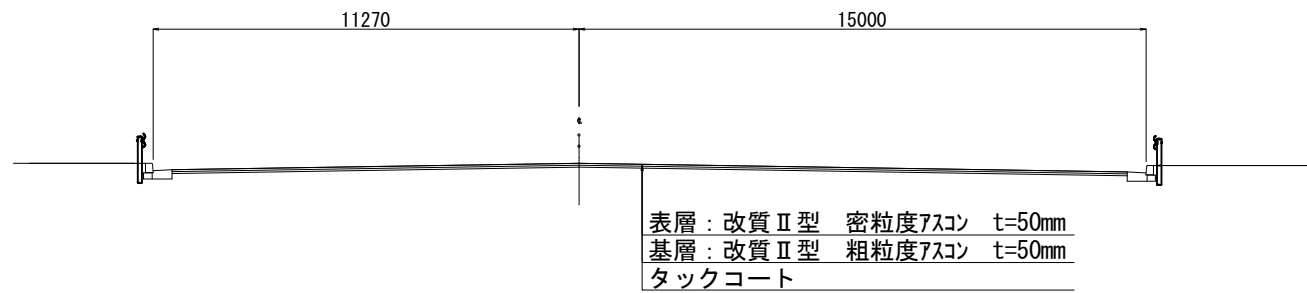 11270
15000
表層：改質Ⅱ型　密粒度ｱｽｺﾝ　t=50mm
基層：改質Ⅱ型　粗粒度ｱｽｺﾝ　t=50mm
タックコート